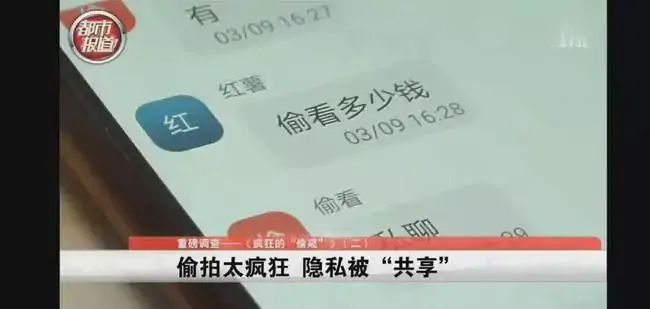 有
03/09 16:27
都市
报道
红薯
红
偷看多少钱
03/09 16:28
偷看
私聊
重磅调查——《疯狂的“偷窥”》（二）
偷拍太疯狂 隐私被“共享”